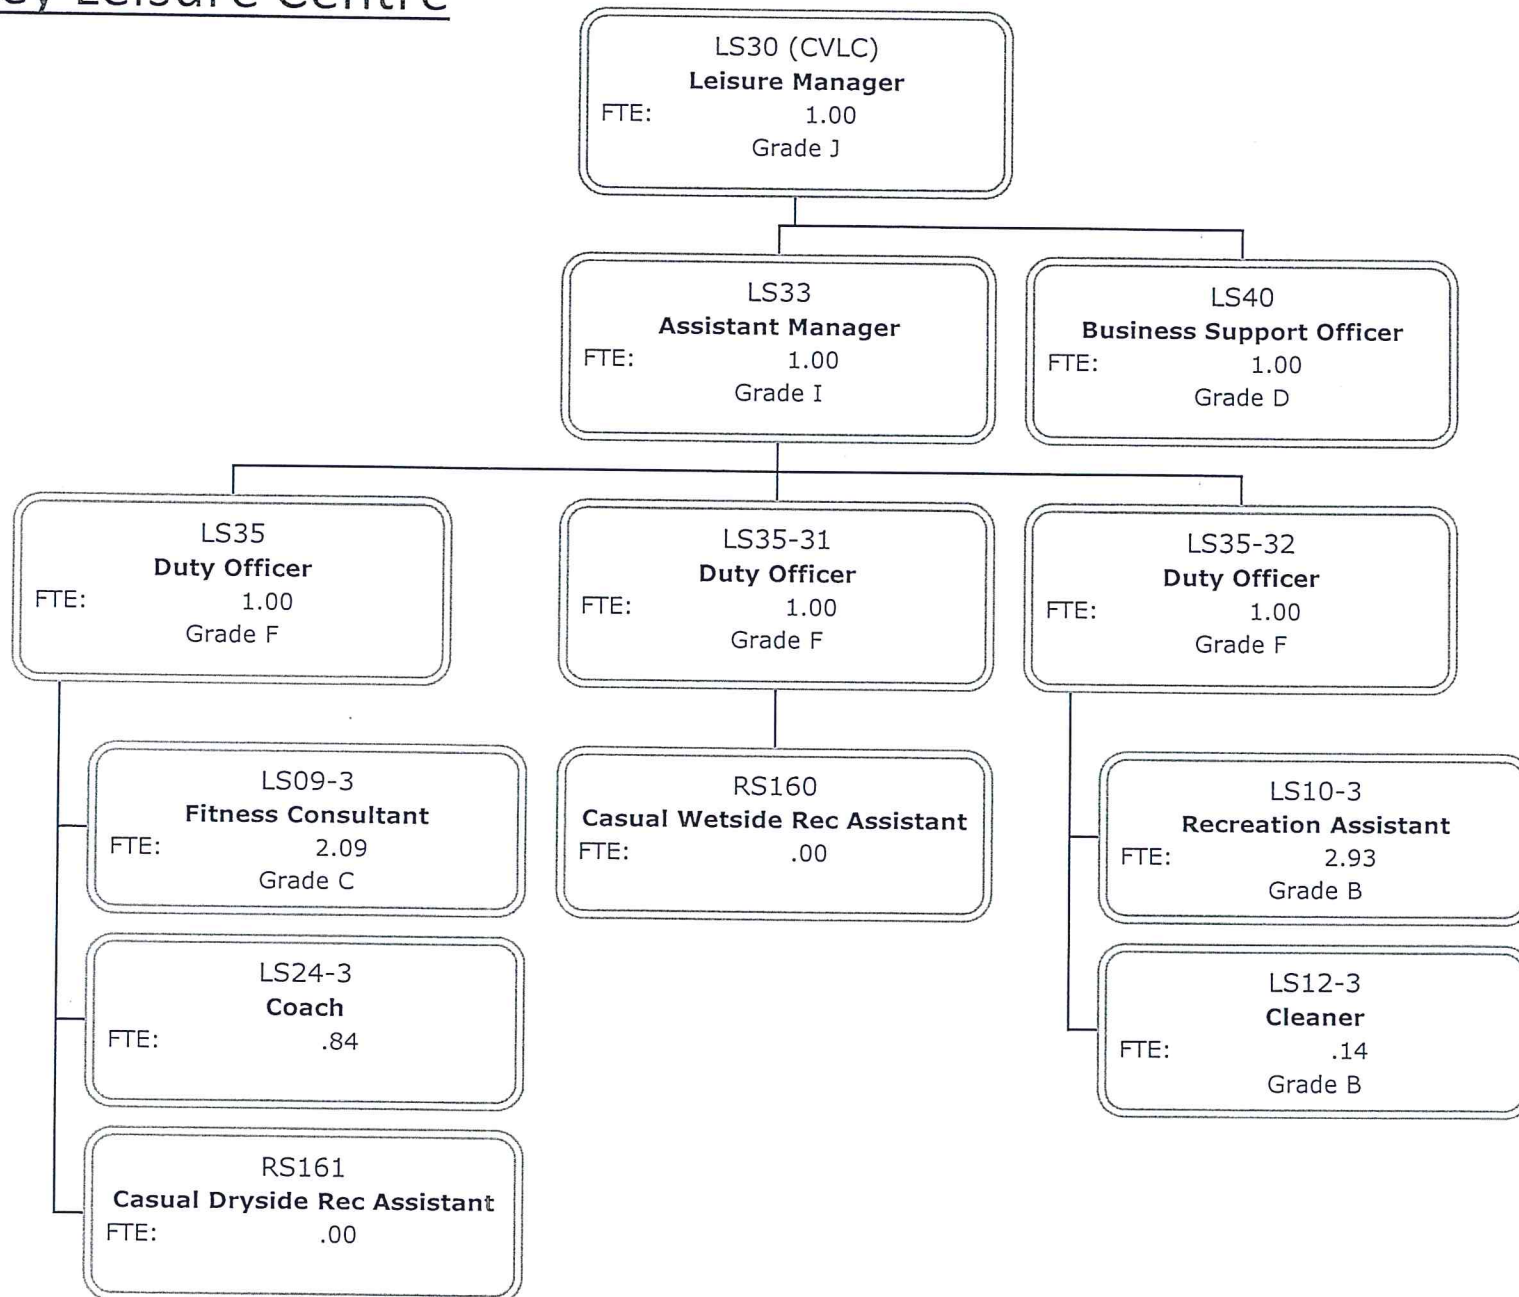 Leisure Centre
LS30 (CVLC)
Leisure Manager
FTE: 1.00
Grade J
LS33
Assistant Manager
FTE: 1.00
Grade I
LS40
Business Support Officer
FTE: 1.00
Grade D
LS35
Duty Officer
FTE: 1.00
Grade F
LS35-31
Duty Officer
FTE: 1.00
Grade F
LS35-32
Duty Officer
FTE: 1.00
Grade F
LS09-3
Fitness Consultant
FTE: 2.09
Grade C
LS24-3
Coach
FTE: .84
RS161
Casual Dryside Rec Assistant
FTE: .00
RS160
Casual Wetside Rec Assistant
FTE: .00
LS10-3
Recreation Assistant
FTE: 2.93
Grade B
LS12-3
Cleaner
FTE: .14
Grade B